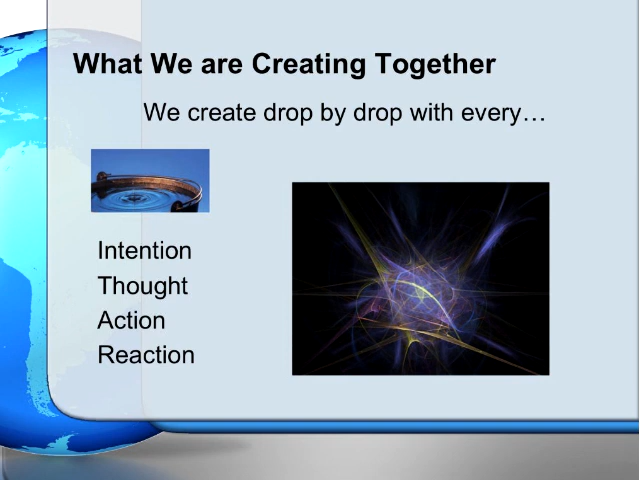 What We are Creating Together
We create drop by drop with every…
Intention
Thought
Action
Reaction